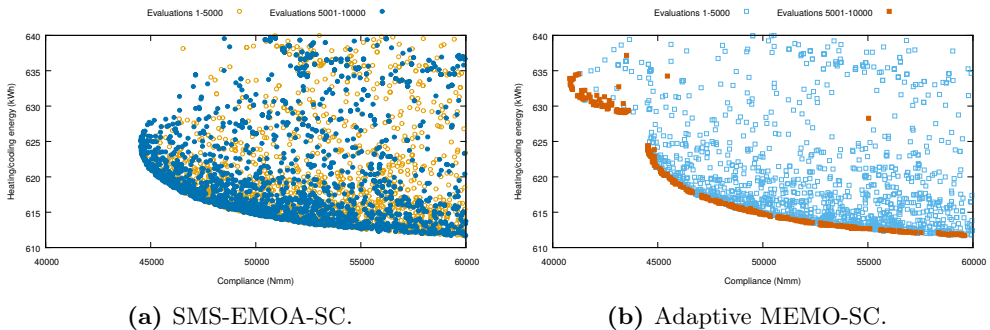 Evaluations 1-5000 Evaluations 5001-10000
640
635
630
625
620
615
610
Heating/coding energy (kWh)
40000 45000 50000 55000 60000
Compliance (Nmm)
(a) SMS-EMOA-SC.
Evaluations 1-5000 Evaluations 5001-10000
640
635
630
625
620
615
610
Heating/coding energy (kWh)
40000 45000 50000 55000 60000
Compliance (Nmm)
(b) Adaptive MEMO-SC.